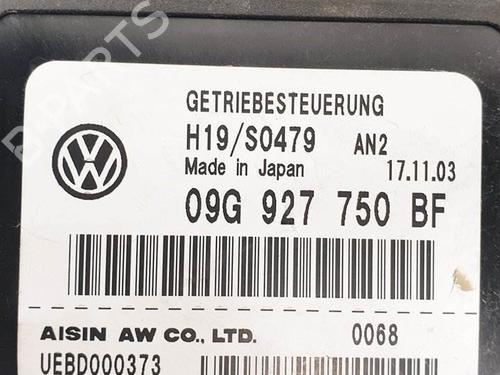 B-PARTS
GETRIEBESTEUERUNG
H19/S0479 AN2
Made in Japan 17.11.03
09G 927 750 BF
AISIN AW CO., LTD. 0068
UEBD000373